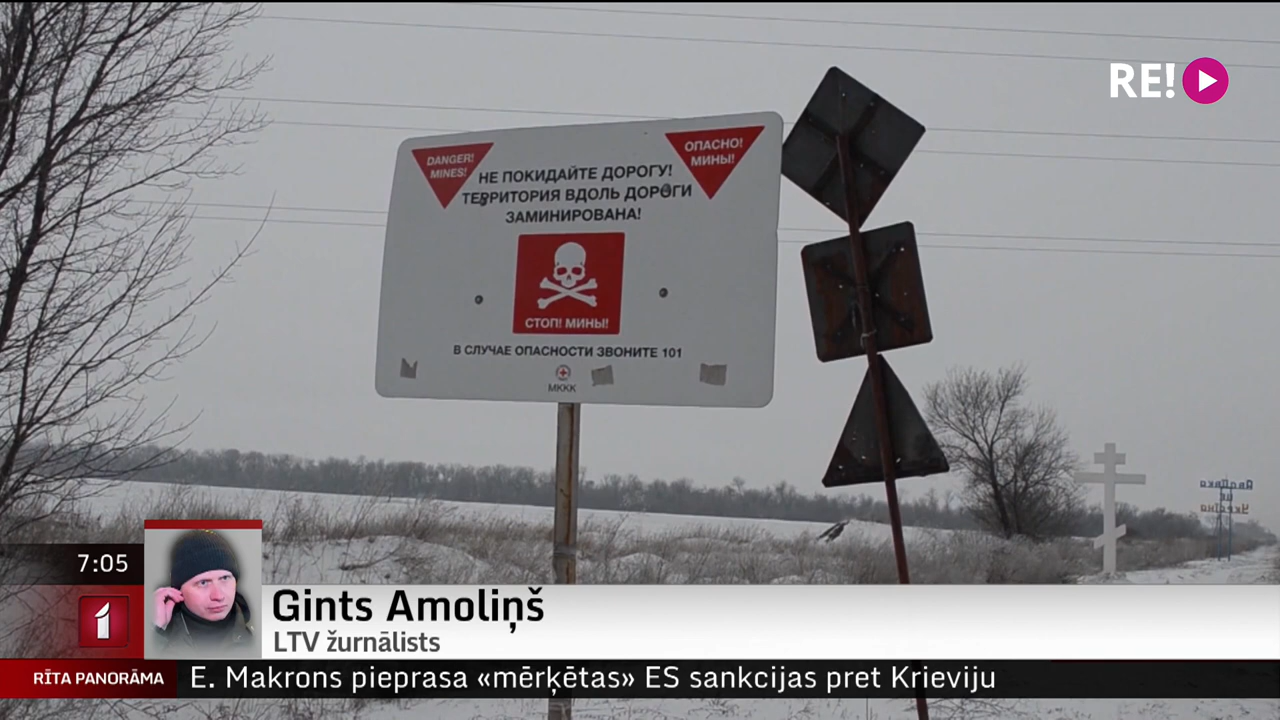 RE!
DANGER!
MINES!
ОПАСНО!
МИНЫ!
НЕ ПОКИДАЙТЕ ДОРОГУ!
ТЕРРИТОРИЯ ВДОЛЬ ДОРОГИ
ЗАМИНИРОВАНА!
СТОП! МИНЫ!
В СЛУЧАЕ ОПАСНОСТИ ЗВОНИТЕ 101
МККК
7:05
1
Gints Amoliņš
LTV žurnālists
RĪTA PANORĀMA
E. Makrons pieprasa «mērķētas» ES sankcijas pret Krieviju